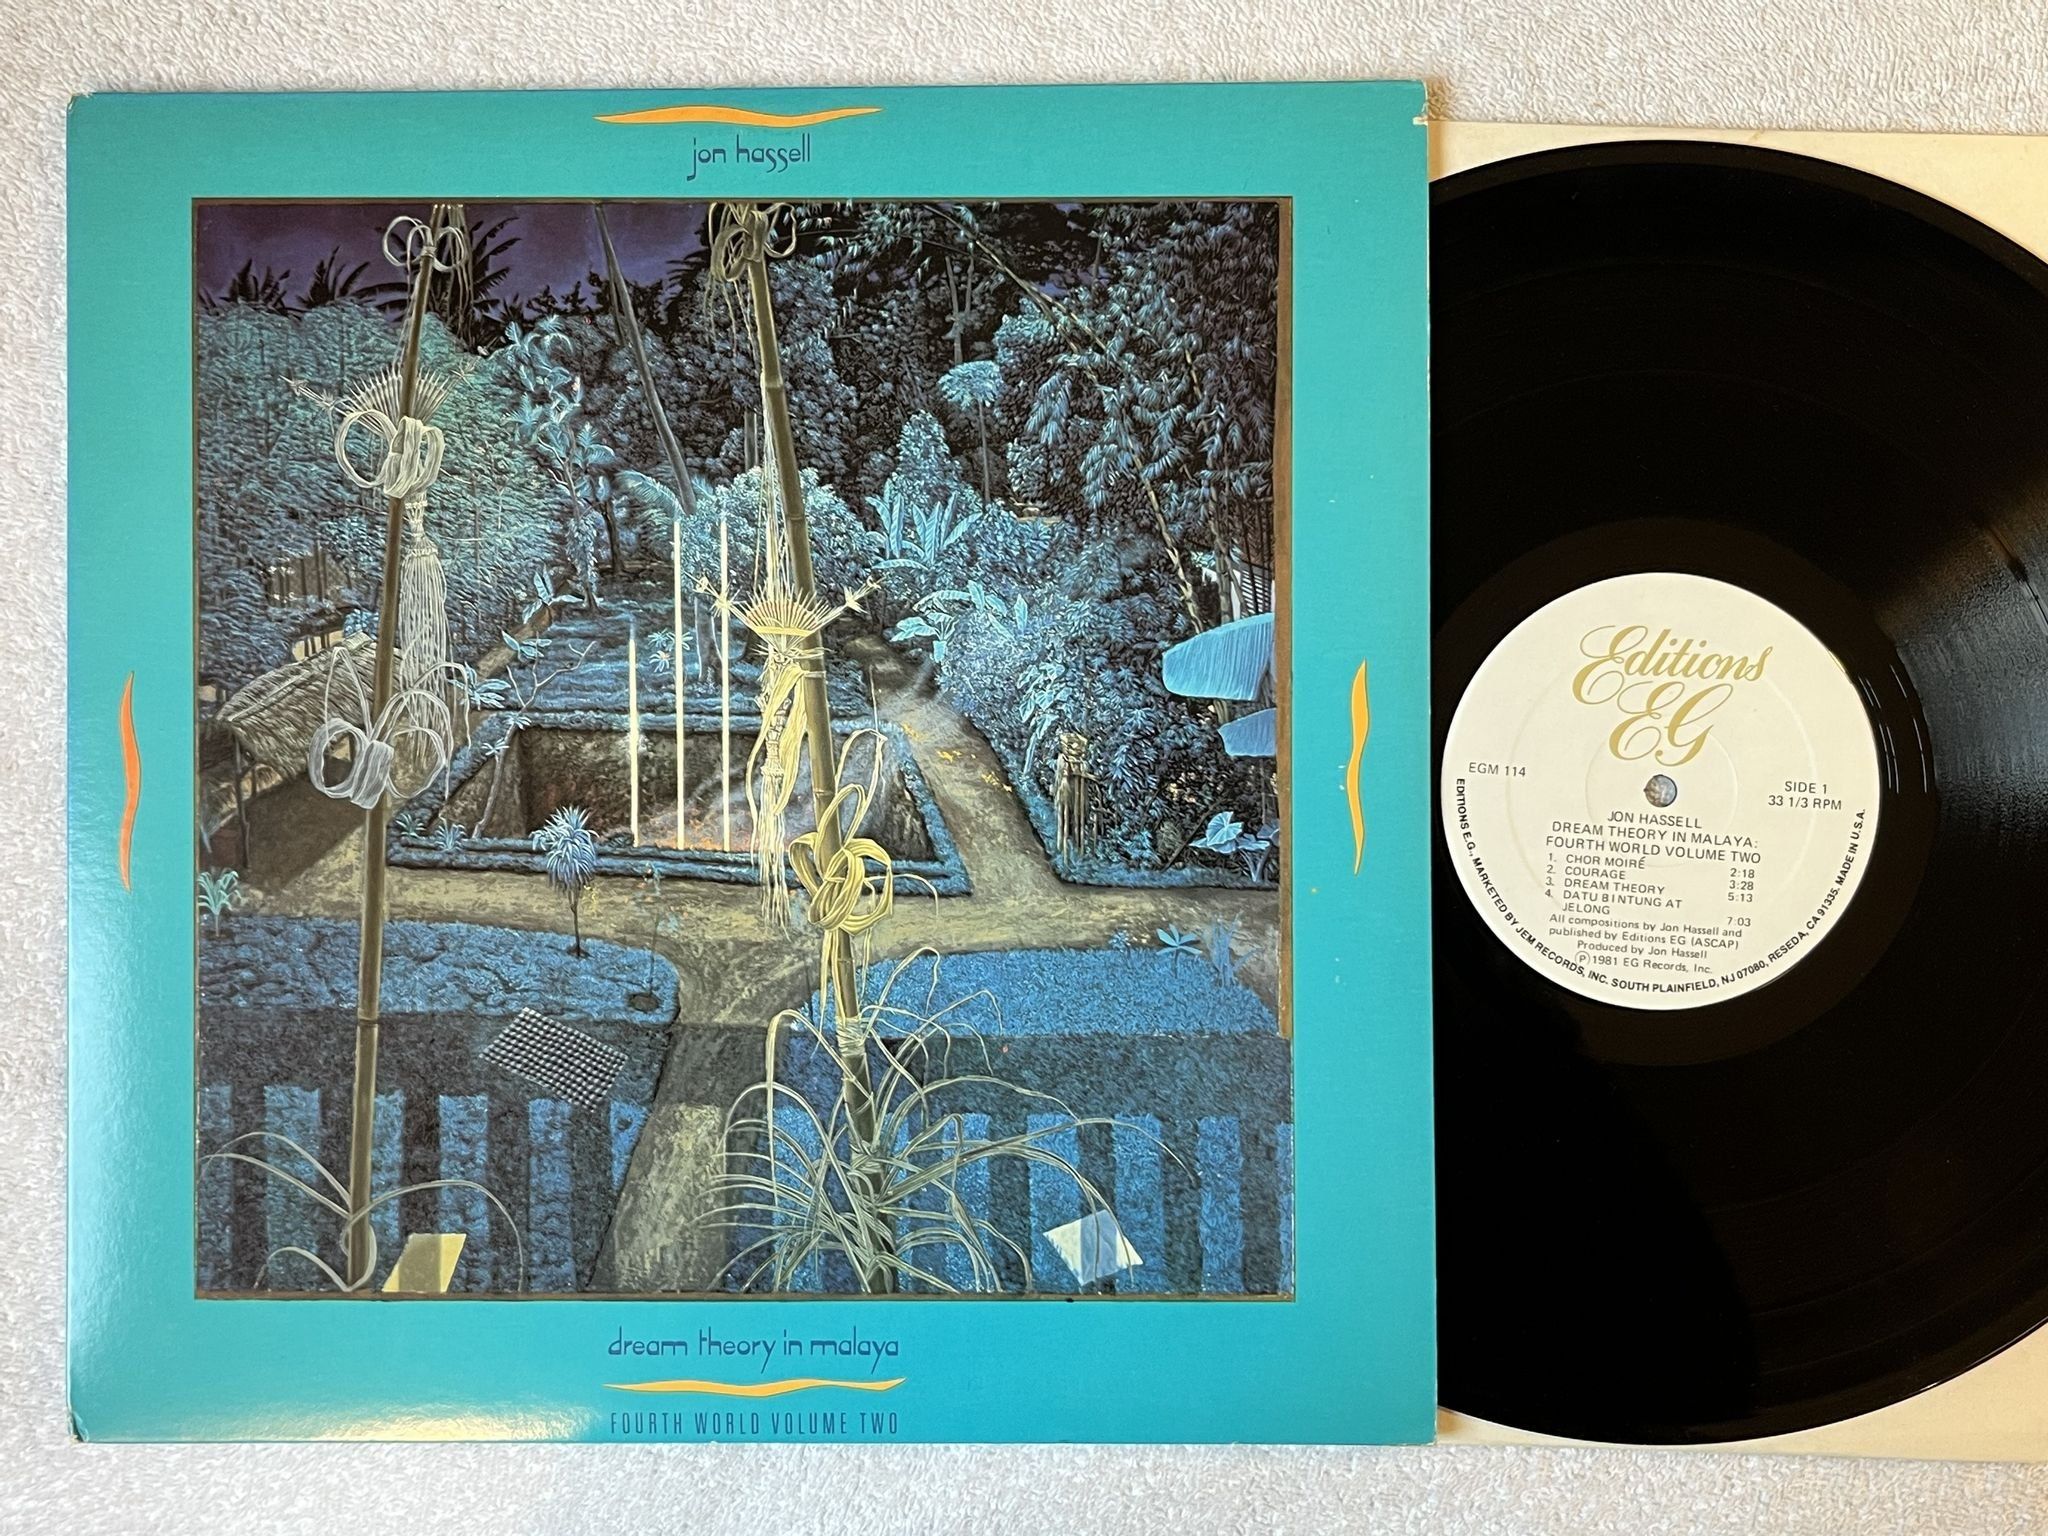 jon hassell
dream theory in malaya
FOURTH WORLD VOLUME TWO
Editions
EG
EGM 114
SIDE 1
33 1/3 RPM
JON HASSELL
DREAM THEORY IN MALAYA:
FOURTH WORLD VOLUME TWO
1. CHOR MOIRÉ 2:18
2. COURAGE 3:28
3. DREAM THEORY 5:13
4. DATU BINTUNG AT
JELONG 7:03
All compositions by Jon Hassell and
published by Editions EG (ASCAP)
Produced by Jon Hassell
Ⓟ1981 EG Records, Inc.
EDITIONS E.G., MARKETED BY JEM RECORDS, INC. SOUTH PLAINFIELD, NJ 07080, RESEDA, CA 91335. MADE IN U.S.A.